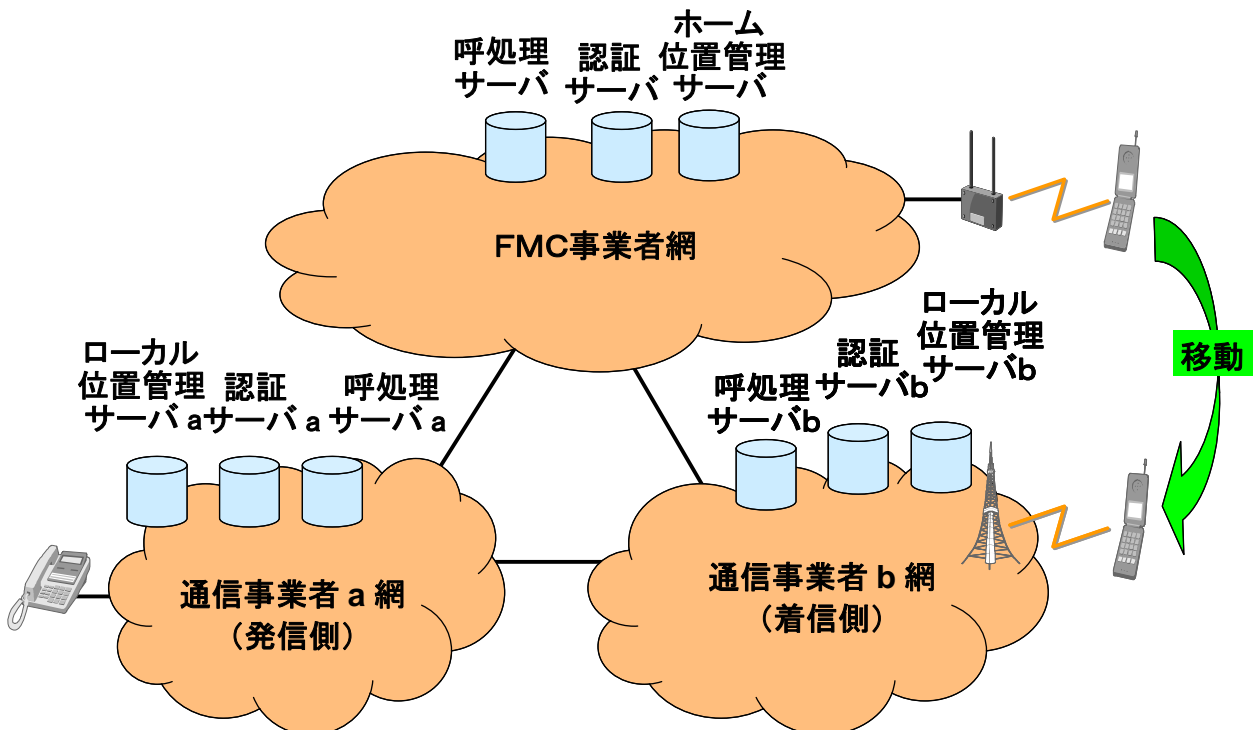 呼処理
サーバ
認証
サーバ
ホーム
位置管理
サーバ
FMC事業者網
ローカル
位置管理
サーバ a
認証
サーバ a
呼処理
サーバ a
呼処理
サーバb
認証
サーバb
ローカル
位置管理
サーバb
移動
通信事業者 a 網
（発信側）
通信事業者 b 網
（着信側）